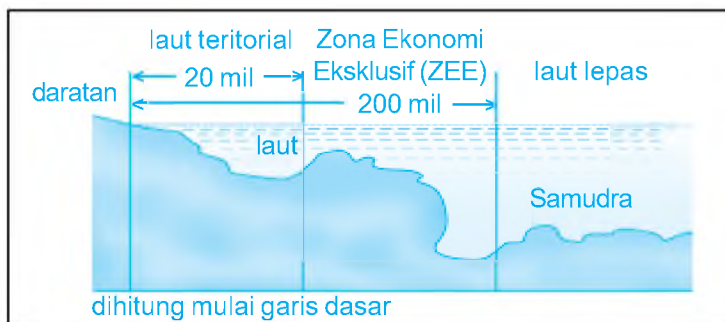 laut teritorial
Zona Ekonomi
Eksklusif (ZEE)
laut lepas
20 mil
daratan
200 mil
laut
Samudra
dihitung mulai garis dasar